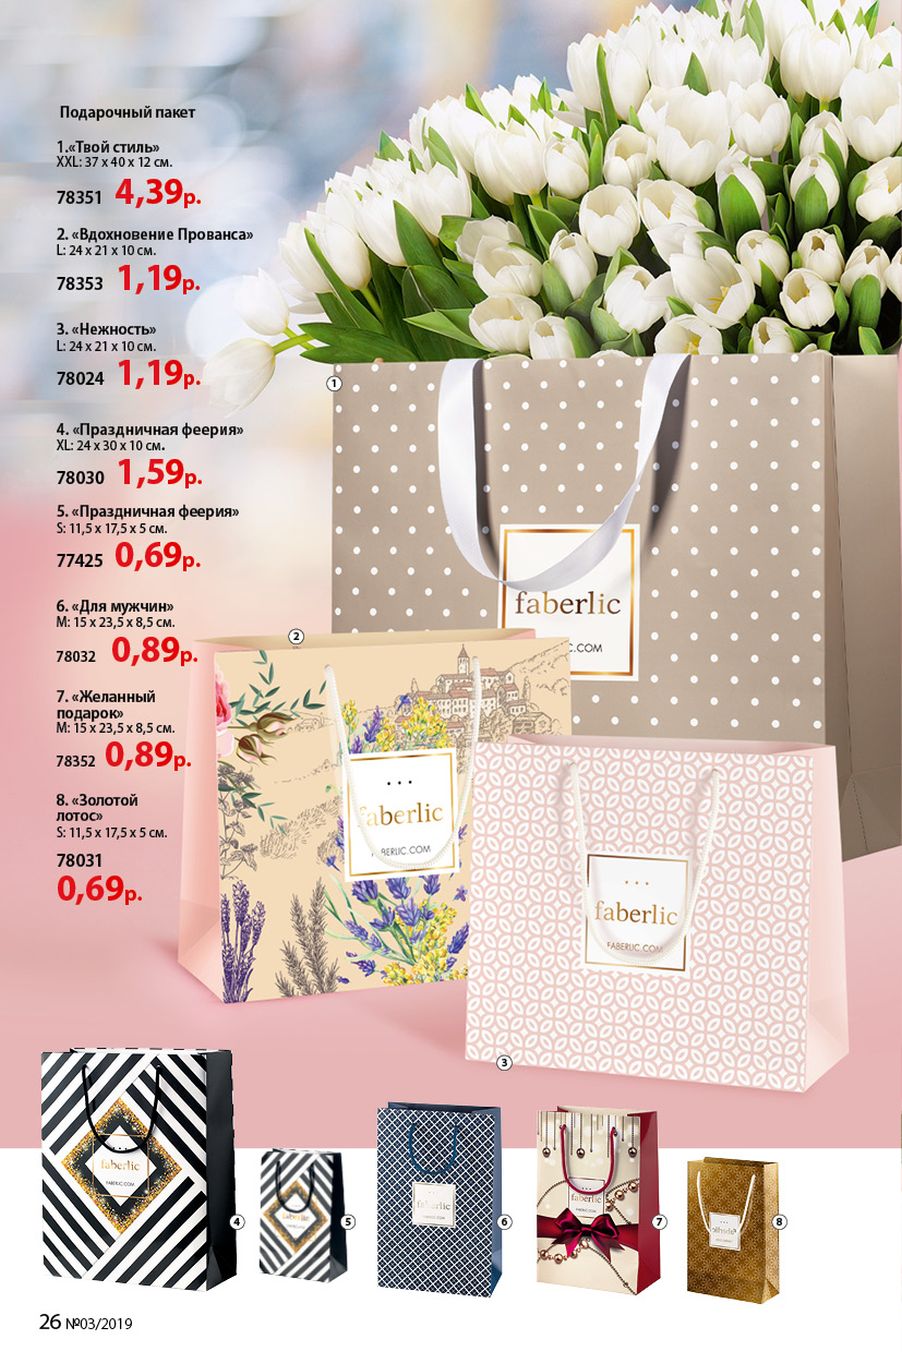 Подарочный пакет
1.«Твой стиль»
XXL: 37 x 40 x 12 см.
78351 4,39р.
2. «Вдохновение Прованса»
L: 24 x 21 x 10 см.
78353 1,19р.
3. «Нежность»
L: 24 x 21 x 10 см.
78024 1,19р.
4. «Праздничная феерия»
XL: 24 x 30 x 10 см.
78030 1,59р.
5. «Праздничная феерия»
S: 11,5 x 17,5 x 5 см.
77425 0,69р.
6. «Для мужчин»
M: 15 x 23,5 x 8,5 см.
78032 0,89р.
7. «Желанный
подарок»
M: 15 x 23,5 x 8,5 см.
78352 0,89р.
8. «Золотой
лотос»
S: 11,5 x 17,5 x 5 см.
78031
0,69р.
1
faberlic
C.COM
2
faberlic
FABERLIC.COM
faberlic
FABERLIC.COM
3
faberlic
FABERLIC.COM
4
faberlic
5
faberlic
6
faberlic
7
8
26 №03/2019